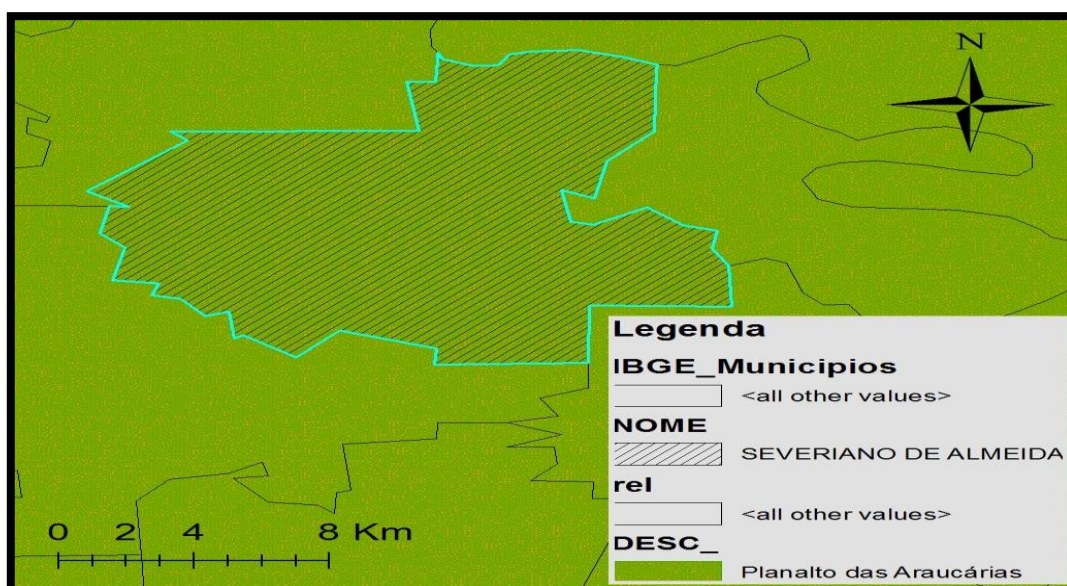 N
Legenda
IBGE_Municipios
<all other values>
NOME
SEVERIANO DE ALMEIDA
rel
<all other values>
DESC_
Planalto das Araucárias
0 2 4 8 Km